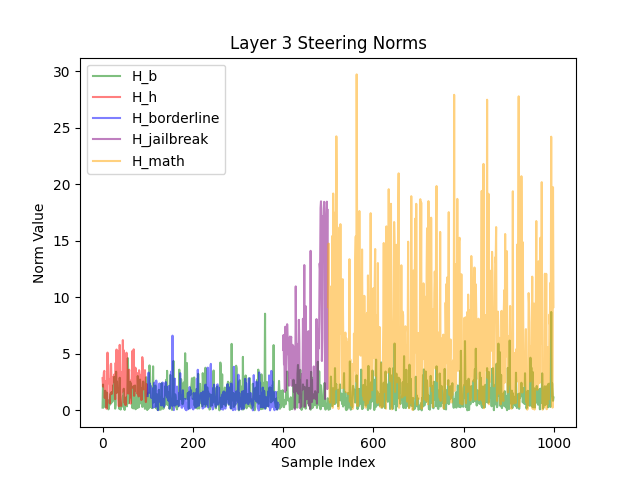 Layer 3 Steering Norms
H_b
H_h
H_borderline
H_jailbreak
H_math
30
25
20
15
10
5
0
Norm Value
0
200
400
600
800
1000
Sample Index